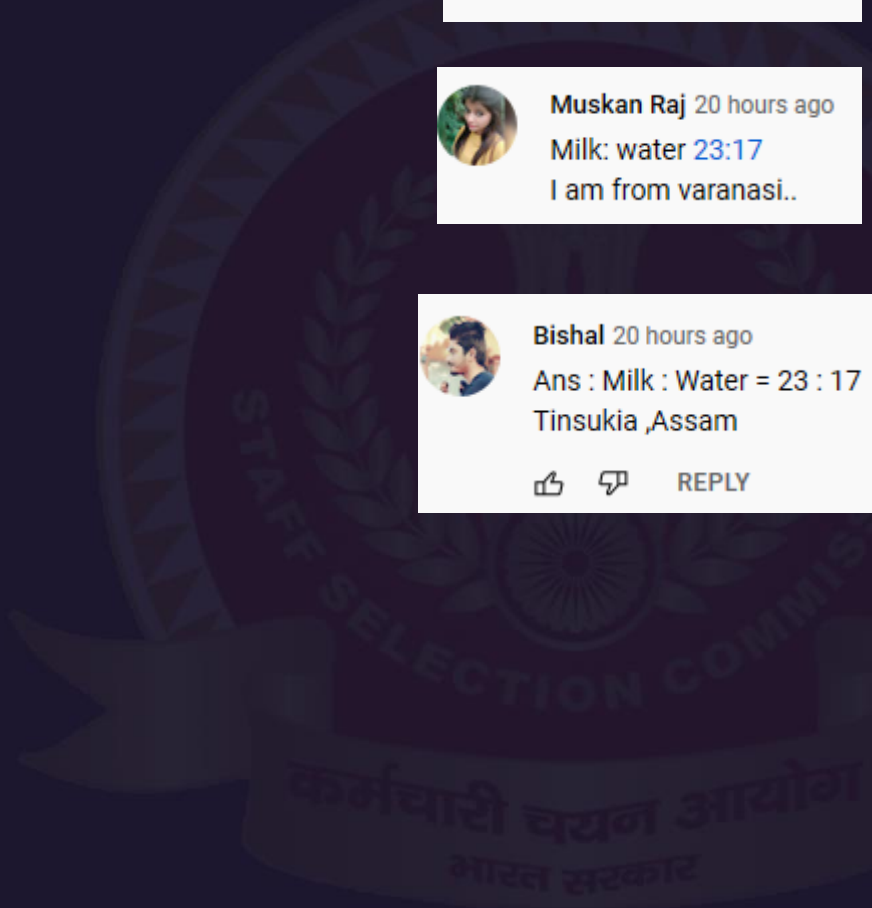 Muskan Raj 20 hours ago
Milk: water 23:17
I am from varanasi..
Bishal 20 hours ago
Ans : Milk : Water = 23 : 17
Tinsukia ,Assam
REPLY
STAFF SELECTION COMMIS
कर्मचारी चयन आयोग
भारत सरकार